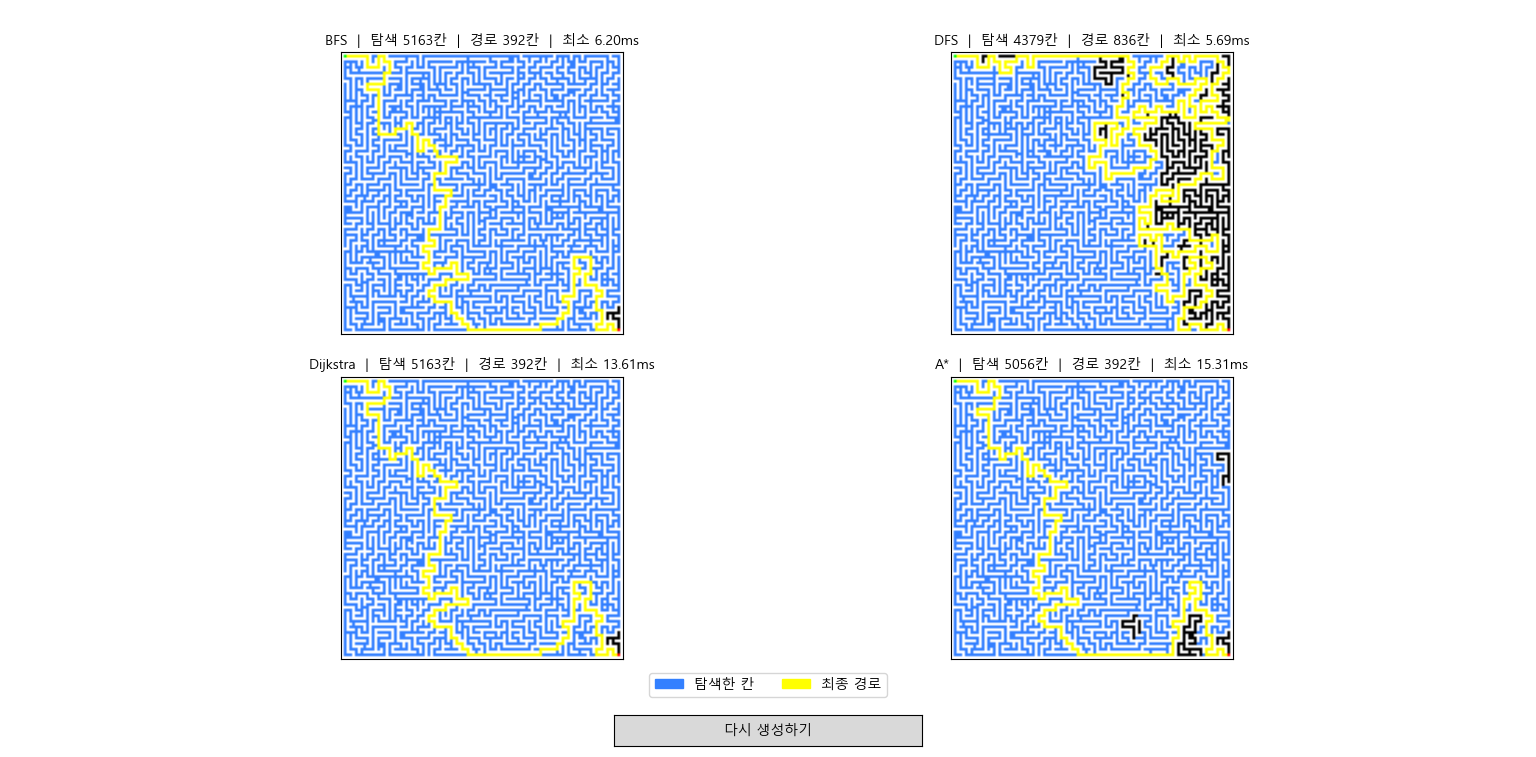 BFS | 탐색 5163칸 | 경로 392칸 | 최소 6.20ms
DFS | 탐색 4379칸 | 경로 836칸 | 최소 5.69ms
Dijkstra | 탐색 5163칸 | 경로 392칸 | 최소 13.61ms
A* | 탐색 5056칸 | 경로 392칸 | 최소 15.31ms
탐색한 칸
최종 경로
다시 생성하기